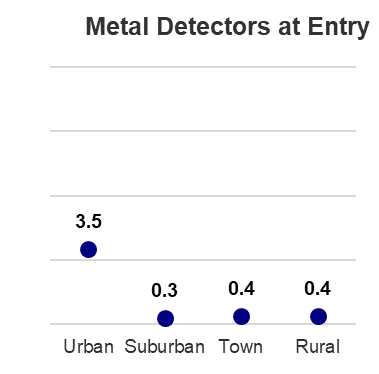 Metal Detectors at Entry
3.5
0.3
0.4
0.4
Urban Suburban Town Rural